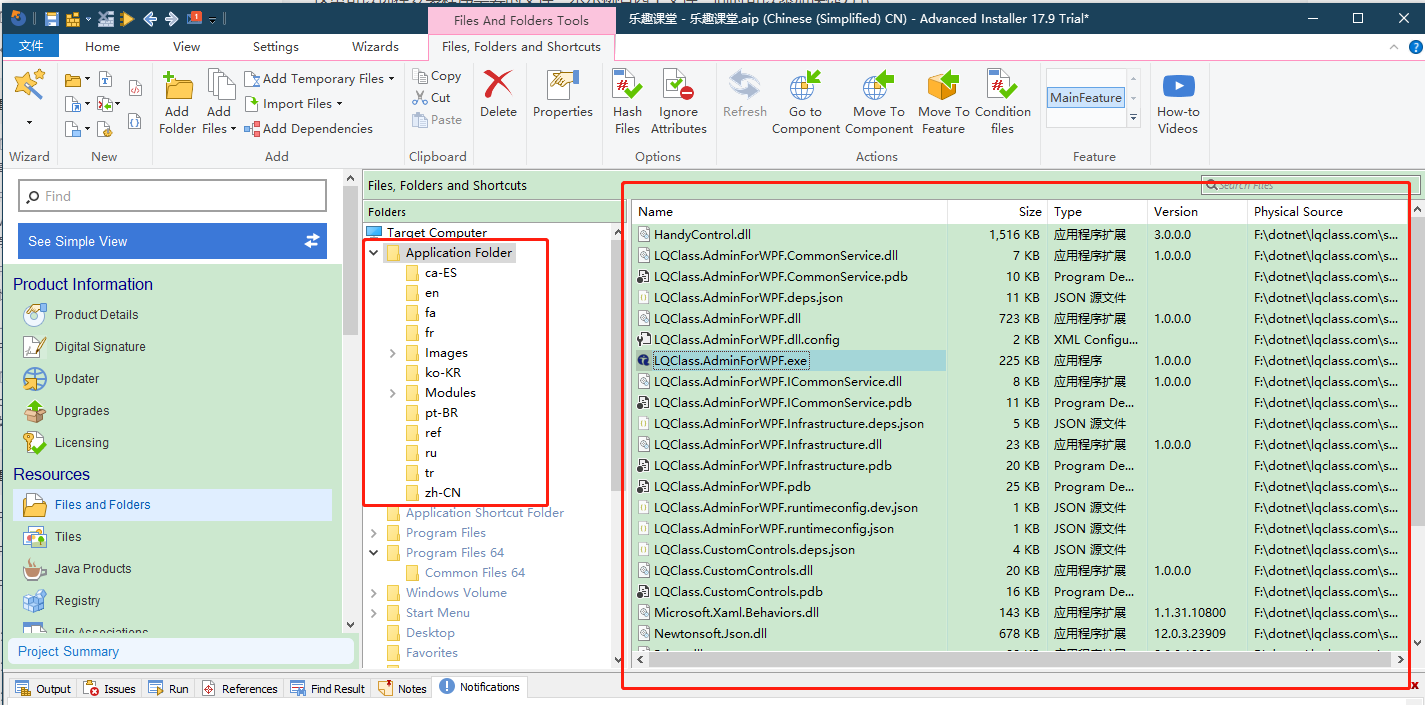 Files And Folders Tools
乐趣课堂 - 乐趣课堂.aip (Chinese (Simplified) CN) - Advanced Installer 17.9 Trial*
文件 Home View Settings Wizards Files, Folders and Shortcuts
Add Folder
Add Files
Add Temporary Files
Import Files
Add Dependencies
Copy
Cut
Paste
Delete
Properties
Hash Files
Ignore Attributes
Refresh
Go to Component
Move To Component
Move To Feature
Condition files
MainFeature
How-to Videos
Wizard New Add Clipboard Options Actions Feature
Find
See Simple View
Product Information
Product Details
Digital Signature
Updater
Upgrades
Licensing
Resources
Files and Folders
Tiles
Java Products
Registry
File Associations
Project Summary
Files, Folders and Shortcuts
Search Files
Folders
Target Computer
Application Folder
ca-ES
en
fa
fr
Images
ko-KR
Modules
pt-BR
ref
ru
tr
zh-CN
Application Shortcut Folder
Program Files
Program Files 64
Common Files 64
Windows Volume
Start Menu
Desktop
Favorites
Name Size Type Version Physical Source
HandyControl.dll 1,516 KB 应用程序扩展 3.0.0.0 F:\dotnet\lqclass.com\s...
LQClass.AdminForWPF.CommonService.dll 7 KB 应用程序扩展 1.0.0.0 F:\dotnet\lqclass.com\s...
LQClass.AdminForWPF.CommonService.pdb 10 KB Program De... F:\dotnet\lqclass.com\s...
LQClass.AdminForWPF.deps.json 11 KB JSON 源文件 F:\dotnet\lqclass.com\s...
LQClass.AdminForWPF.dll 723 KB 应用程序扩展 1.0.0.0 F:\dotnet\lqclass.com\s...
LQClass.AdminForWPF.dll.config 2 KB XML Configu... F:\dotnet\lqclass.com\s...
LQClass.AdminForWPF.exe 225 KB 应用程序 1.0.0.0 F:\dotnet\lqclass.com\s...
LQClass.AdminForWPF.ICommonService.dll 8 KB 应用程序扩展 1.0.0.0 F:\dotnet\lqclass.com\s...
LQClass.AdminForWPF.ICommonService.pdb 11 KB Program De... F:\dotnet\lqclass.com\s...
LQClass.AdminForWPF.Infrastructure.deps.json 5 KB JSON 源文件 F:\dotnet\lqclass.com\s...
LQClass.AdminForWPF.Infrastructure.dll 23 KB 应用程序扩展 1.0.0.0 F:\dotnet\lqclass.com\s...
LQClass.AdminForWPF.Infrastructure.pdb 20 KB Program De... F:\dotnet\lqclass.com\s...
LQClass.AdminForWPF.pdb 25 KB Program De... F:\dotnet\lqclass.com\s...
LQClass.AdminForWPF.runtimeconfig.dev.json 1 KB JSON 源文件 F:\dotnet\lqclass.com\s...
LQClass.AdminForWPF.runtimeconfig.json 1 KB JSON 源文件 F:\dotnet\lqclass.com\s...
LQClass.CustomControls.deps.json 4 KB JSON 源文件 F:\dotnet\lqclass.com\s...
LQClass.CustomControls.dll 20 KB 应用程序扩展 1.0.0.0 F:\dotnet\lqclass.com\s...
LQClass.CustomControls.pdb 16 KB Program De... F:\dotnet\lqclass.com\s...
Microsoft.Xaml.Behaviors.dll 143 KB 应用程序扩展 1.1.31.10800 F:\dotnet\lqclass.com\s...
Newtonsoft.Json.dll 678 KB 应用程序扩展 12.0.3.23909 F:\dotnet\lqclass.com\s...
Output Issues Run References Find Result Notes Notifications